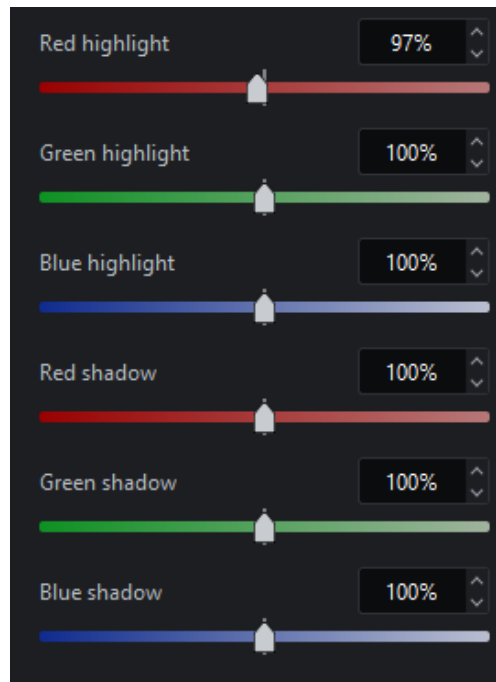 Red highlight 97%
Green highlight 100%
Blue highlight 100%
Red shadow 100%
Green shadow 100%
Blue shadow 100%